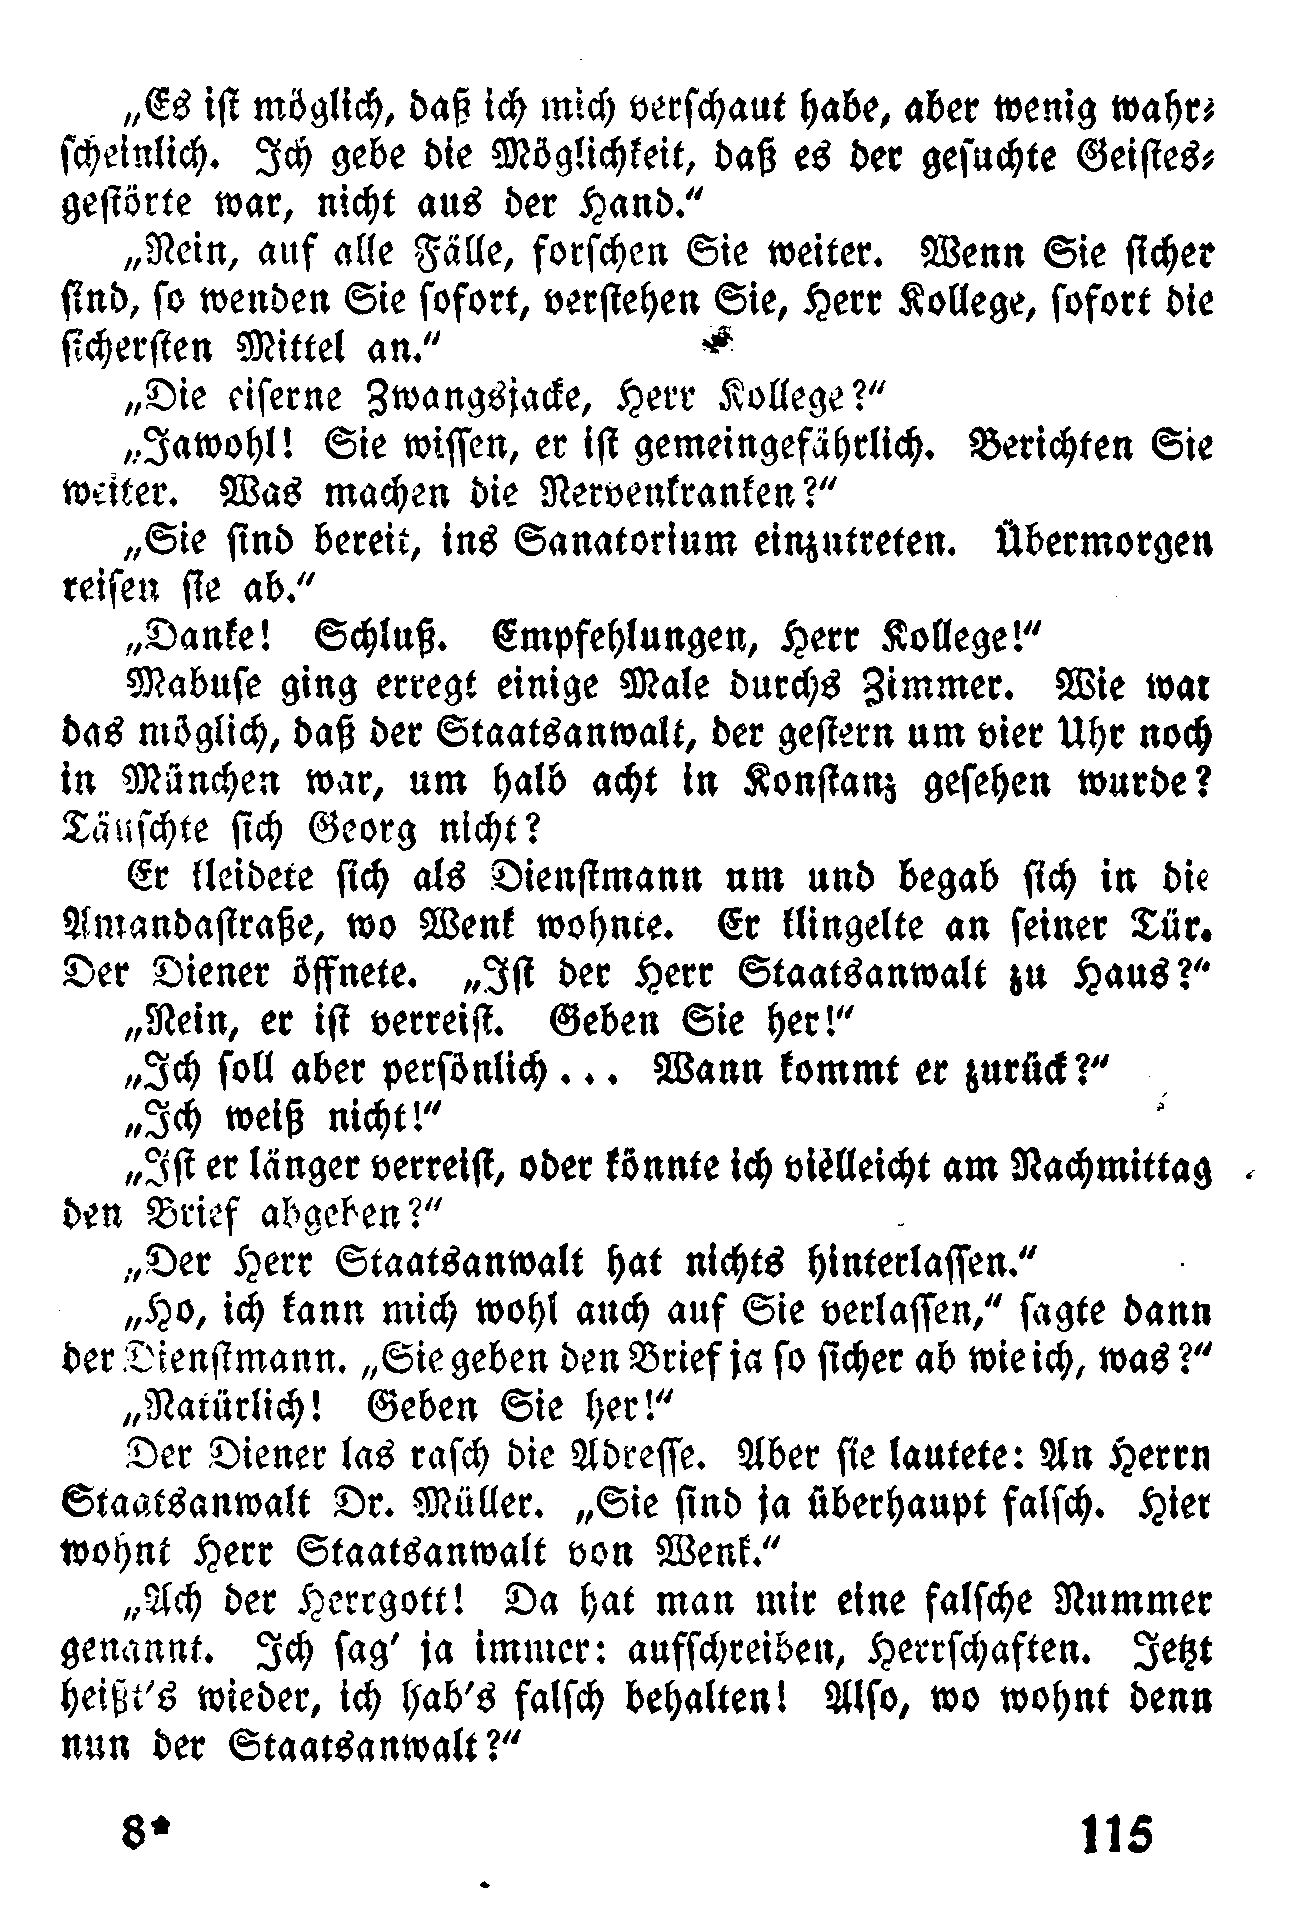 „Es ist möglich, daß ich mich verschaut habe, aber wenig wahr-
scheinlich. Ich gebe die Möglichkeit, daß es der gesuchte Geistes-
gestörte war, nicht aus der Hand.“
„Nein, auf alle Fälle, forschen Sie weiter. Wenn Sie sicher
sind, so wenden Sie sofort, verstehen Sie, Herr Kollege, sofort die
sichersten Mittel an.“
„Die eiserne Zwangsjacke, Herr Kollege?“
„Jawohl! Sie wissen, er ist gemeingefährlich. Berichten Sie
weiter. Was machen die Nervenkranken?“
„Sie sind bereit, ins Sanatorium einzutreten. Übermorgen
reisen sie ab.“
„Danke! Schluß. Empfehlungen, Herr Kollege!“
Mabuse ging erregt einige Male durchs Zimmer. Wie war
das möglich, daß der Staatsanwalt, der gestern um vier Uhr noch
in München war, um halb acht in Konstanz gesehen wurde?
Täuschte sich Georg nicht?
Er kleidete sich als Dienstmann um und begab sich in die
Amandastraße, wo Wenk wohnte. Er klingelte an seiner Tür.
Der Diener öffnete. „Ist der Herr Staatsanwalt zu Haus?“
„Nein, er ist verreist. Geben Sie her!“
„Ich soll aber persönlich... Wann kommt er zurück?“
„Ich weiß nicht!“
„Ist er länger verreist, oder könnte ich vielleicht am Nachmittag
den Brief abgeben?“
„Der Herr Staatsanwalt hat nichts hinterlassen.“
„Ho, ich kann mich wohl auch auf Sie verlassen,“ sagte dann
der Dienstmann. „Sie geben den Brief ja so sicher ab wie ich, was?“
„Natürlich! Geben Sie her!“
Der Diener las rasch die Adresse. Aber sie lautete: An Herrn
Staatsanwalt Dr. Müller. „Sie sind ja überhaupt falsch. Hier
wohnt Herr Staatsanwalt von Wenk.“
„Ach der Herrgott! Da hat man mir eine falsche Nummer
genannt. Ich sag' ja immer: aufschreiben, Herrschaften. Jetzt
heißt's wieder, ich hab's falsch behalten! Also, wo wohnt denn
nun der Staatsanwalt?“
8* 115